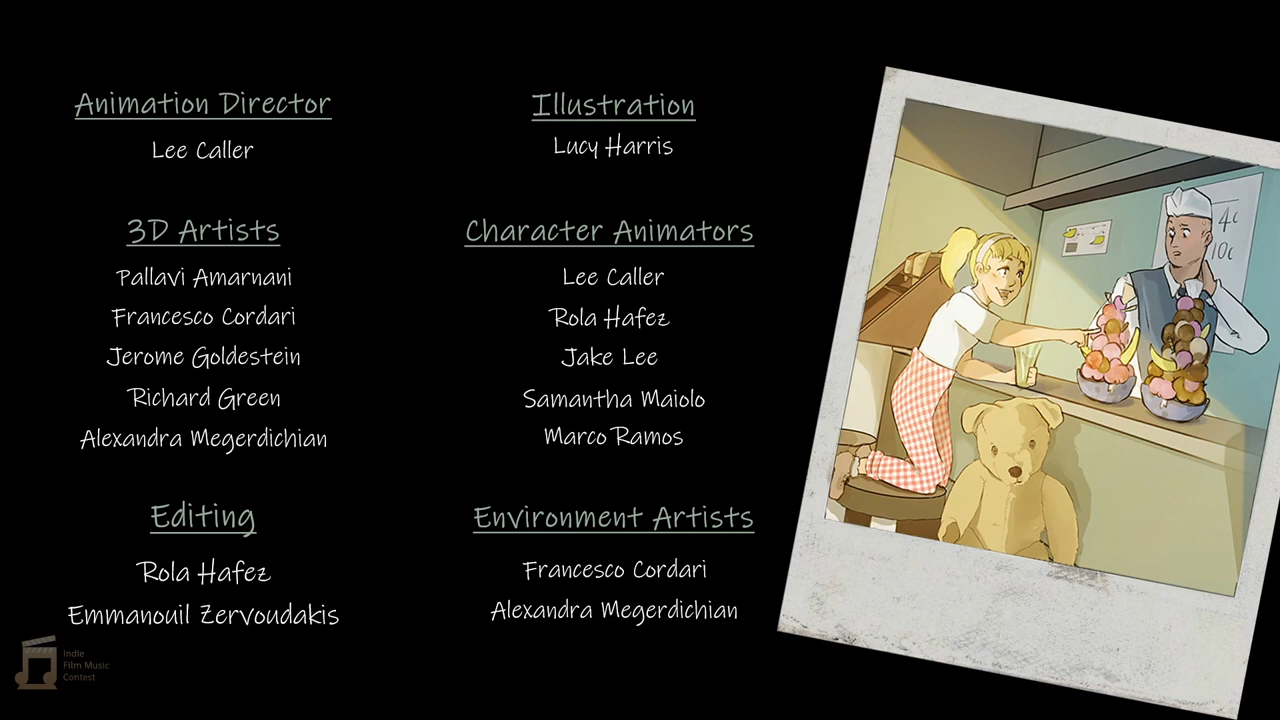 Animation Director
Lee Caller
3D Artists
Pallavi Amarnani
Francesco Cordari
Jerome Goldestein
Richard Green
Alexandra Megerdichian
Editing
Rola Hafez
Emmanouil Zervoudakis
Illustration
Lucy Harris
Character Animators
Lee Caller
Rola Hafez
Jake Lee
Samantha Maiolo
Marco Ramos
Environment Artists
Francesco Cordari
Alexandra Megerdichian
4¢
10¢
Indie
Film Music
Contest